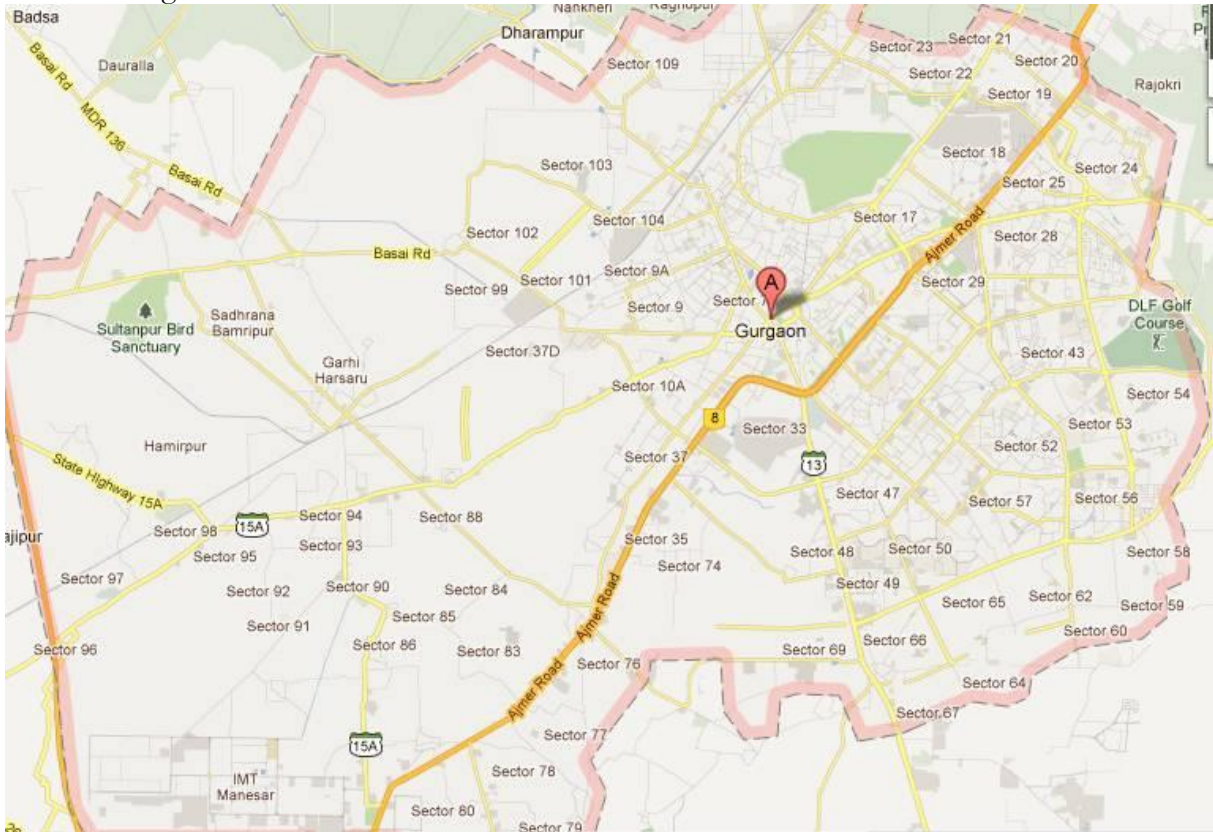 Badsa
Nankheri
Dharampur
Dauralla
Sector 109
Sector 23
Sector 21
Sector 22
Sector 20
Sector 19
Rajokri
Basai Rd
MDR 136
Basai Rd
Sector 103
Sector 18
Sector 24
Sector 25
Sector 104
Sector 17
Ajmer Road
Sector 102
Sector 28
Basai Rd
Sector 9A
Sector 101
Sector 99
Sector 29
A
Sector 9
Sector 7
DLF Golf
Course
Sultanpur Bird
Sanctuary
Sadhrana
Bamripur
Gurgaon
Sector 37D
Sector 43
Garhi
Harsaru
Sector 10A
Sector 54
8
Sector 33
Sector 53
Hamirpur
Sector 52
Sector 37
13
State Highway 15A
Sector 47
Sector 57
Sector 56
Sector 94
Sector 88
15A
Sector 98
ajipur
Sector 93
Sector 35
Sector 48
Sector 50
Sector 58
Sector 95
Sector 74
Sector 97
Sector 49
Sector 90
Sector 92
Sector 84
Sector 62
Sector 65
Sector 59
Ajmer Road
Sector 85
Sector 91
Sector 60
Sector 66
Sector 86
Sector 96
Sector 83
Sector 69
Sector 76
Sector 64
Ajmer Road
Sector 67
Sector 77
15A
Sector 78
IMT
Manesar
Sector 80
Sector 79